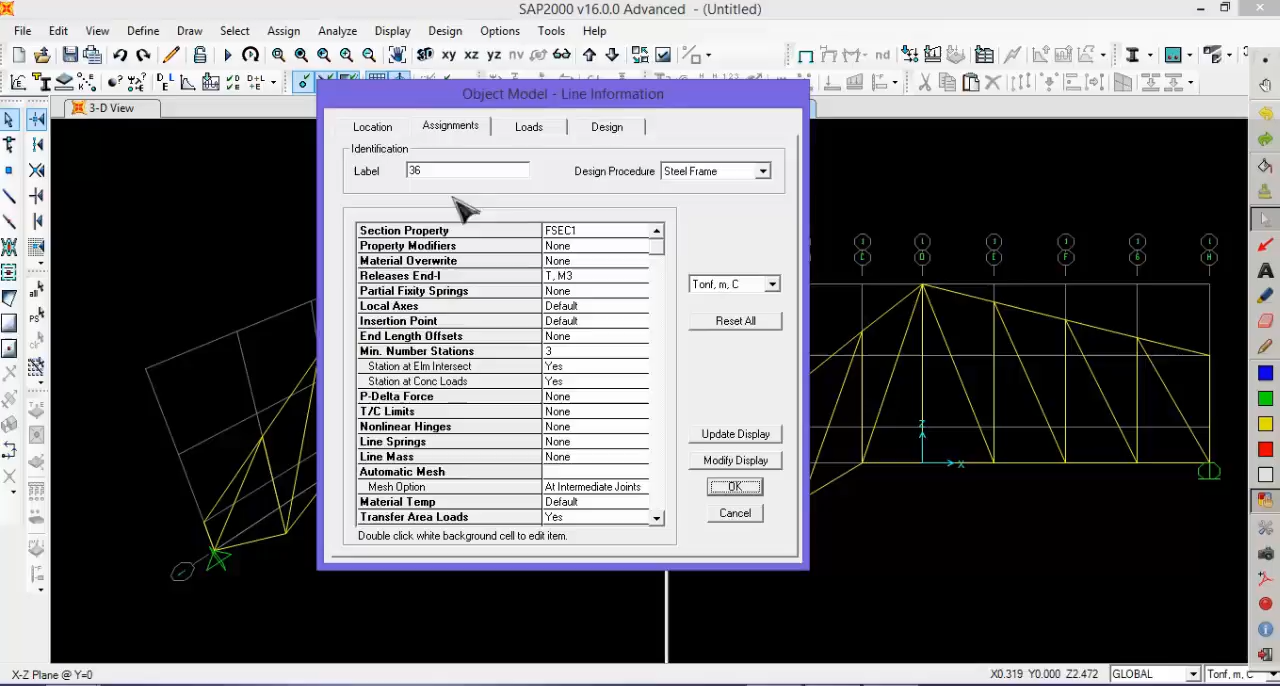 SAP2000 v16.0.0 Advanced - (Untitled)
File Edit View Define Draw Select Assign Analyze Display Design Options Tools Help
3-D View
Object Model - Line Information
Location Assignments Loads Design
Identification
Label 36 Design Procedure Steel Frame
Section Property FSEC1
Property Modifiers None
Material Overwrite None
Releases End-I T, M3
Partial Fixity Springs None
Local Axes Default
Insertion Point Default
End Length Offsets None
Min. Number Stations 3
Station at Elm Intersect Yes
Station at Conc Loads Yes
P-Delta Force None
T/C Limits None
Nonlinear Hinges None
Line Springs None
Line Mass None
Automatic Mesh
Mesh Option At Intermediate Joints
Material Temp Default
Transfer Area Loads Yes
Double click white background cell to edit item.
Tonf, m, C
Reset All
Update Display
Modify Display
OK
Cancel
X-Z Plane @ Y=0
X0.319 Y0.000 Z2.472 GLOBAL Tonf, m, C